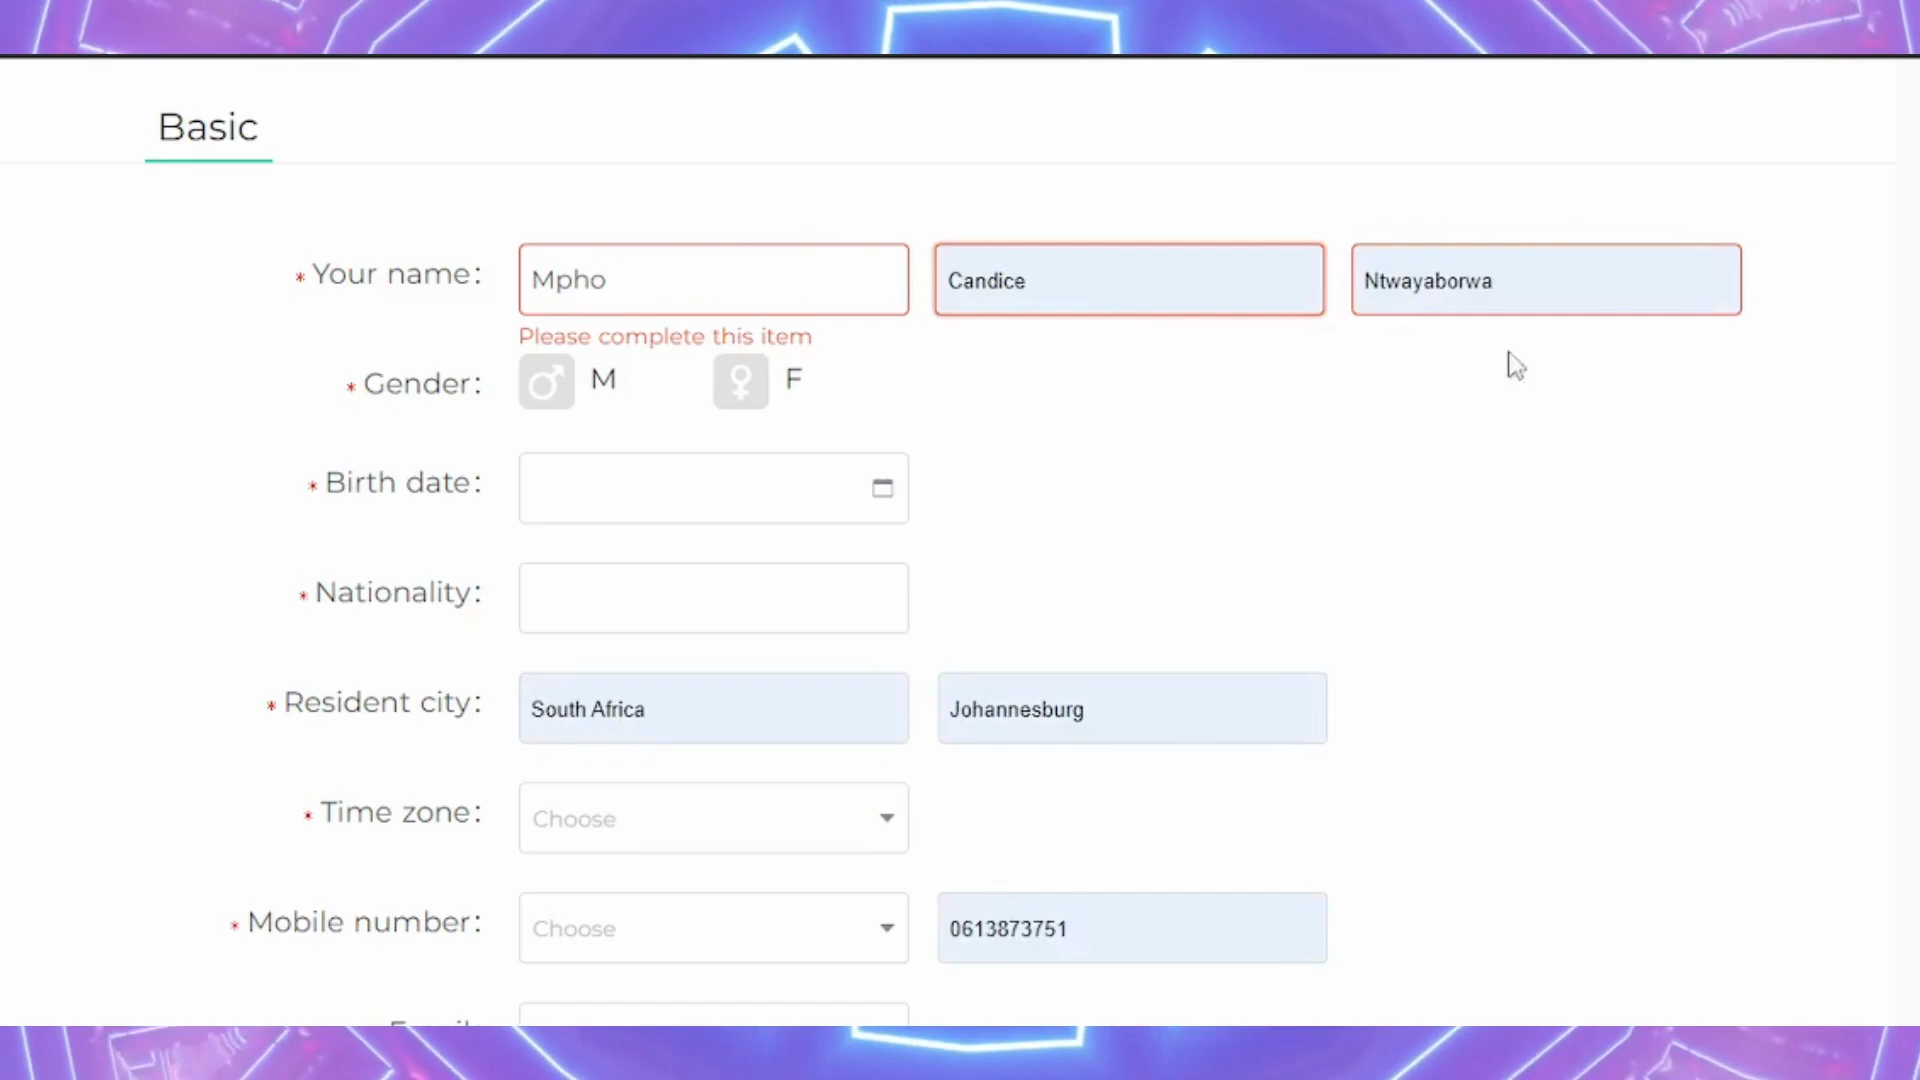 Basic
* Your name: Mpho Candice Ntwayaborwa
Please complete this item
* Gender: M F
* Birth date:
* Nationality:
* Resident city: South Africa Johannesburg
* Time zone: Choose
* Mobile number: Choose 0613873751